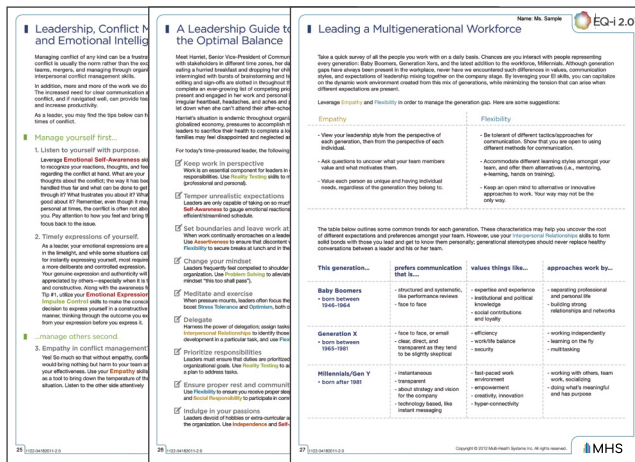 Leadership, Conflict M
and Emotional Intellig
Managing conflict of any kind can be a frustra
conflict is usually the norm rather than the exc
teams, mergers, and managing through organi
interpersonal conflict management skills.
In addition, more and more of the work we do
The increased need for clear communication a
conflict, and if navigated well, can provide tea
and increase productivity.
As a leader, you may find the tips below can h
times of conflict.
Manage yourself first...
1. Listen to yourself with purpose.
Leverage Emotional Self-Awareness ski
to recognize your reactions, thoughts, and fee
regarding the conflict at hand. What are your
thoughts about the conflict; the way it has bee
handled thus far and what can be done to get
through it? What frustrates you about it? What
good about it? Remember, even though it may
personal at times, the conflict is often not abo
you. Pay attention to how you feel and bring t
focus back to the issue.
2. Timely expressions of yourself.
As a leader, your emotional expressions are a
in the limelight, and while some situations call
for instantly expressing yourself, most require
a more deliberate and controlled expression.
Your genuine expression and authenticity will
appreciated by others—especially when it is t
and constructive. Along with the awareness fr
Tip #1, utilize your Emotional Expression
Impulse Control skills to make the consc
decision to express yourself in a constructive
manner, thinking through the outcome you ex
from your expression before you express it.
...manage others second.
3. Empathy in conflict management
Yes! So much so that without empathy, confli
would bring nothing but harm to your team an
your effectiveness. Use your Empathy skills
as a tool to bring down the temperature of the
situation. Listen to the other side attentively
25
A Leadership Guide to
the Optimal Balance
Meet Harriet, Senior Vice-President of Commun
with stakeholders in different time zones, her da
eating a hurried breakfast and dropping her chil
intermingled with bursts of brainstorming and le
editing and sign-offs are slotted in throughout th
complete an ever-growing list of competing prio
present and engaged in her work and personal l
irregular heartbeat, headaches, and aches and p
let down when she can't attend their after-schoo
Harriet's situation is academic throughout organi
globalized economy, pressures to accomplish m
leaders to sacrifice their health to complete a lo
families may feel disappointed and neglected as
For today's time-pressured leader, the following
Keep work in perspective
Work is an essential component for leaders in
responsibilities. Use Reality Testing skills to m
(professional and personal).
Temper unrealistic expectations
Leaders are only capable of taking on so much
Self-Awareness to gauge emotional reactions
efficient/streamlined schedule.
Set boundaries and leave work at
When work continually encroaches on a leade
Use Assertiveness to ensure that discontent v
Flexibility to secure breaks at lunch and in the
Change your mindset
Leaders frequently feel compelled to shoulder
organization. Use Problem Solving to alleviate
mindset "this too shall pass").
Meditate and exercise
When pressure mounts, leaders often focus the
boost Stress Tolerance and Optimism, both c
Delegate
Harness the power of delegation; assign tasks
Interpersonal Relationships to identify those
development in a particular task, and use Flex
Prioritize responsibilities
Leaders must ensure that duties are prioritized
organizational goals. Use Reality Testing to ac
a plan to address tasks.
Ensure proper rest and communit
Use Flexibility to ensure you receive proper slee
and Social Responsibility to participate in comm
Indulge in your passions
Leaders devoid of hobbies or extra-curricular ac
the organization. Use Independence and Self-
26
Name: Ms. Sample
EQ-i 2.0
Leading a Multigenerational Workforce
Take a quick survey of all the people you work with on a daily basis. Chances are you interact with people representing
every generation: Baby Boomers, Generation Xers, and the latest addition to the workforce, Millennials. Although generation
gaps have always been present in the workplace, never have we encountered such differences in values, communication
styles, and expectations of leadership mixing together on the company stage. By leveraging your EI skills, you can capitalize
on the dynamic work environment created from this mix of generations, while minimizing the tension that can arise when
different expectations are present.
Leverage Empathy and Flexibility in order to manage the generation gap. Here are some suggestions:
Empathy
- View your leadership style from the perspective of
each generation, then from the perspective of each
individual.
- Ask questions to uncover what your team members
value and what motivates them.
- Value each person as unique and having individual
needs, regardless of the generation they belong to.
Flexibility
- Be tolerant of different tactics/approaches for
communication. Show that you are open to using
different methods for communication.
- Accommodate different learning styles amongst your
team, and offer them alternatives (i.e., mentoring,
e-learning, hands on training).
- Keep an open mind to alternative or innovative
approaches to work. Your way may not be the
only way.
The table below outlines some common trends for each generation. These characteristics may help you uncover the root
of different expectations and preferences amongst your team. However, use your Interpersonal Relationships skills to form
solid bonds with those you lead and get to know them personally; generational stereotypes should never replace healthy
conversations between a leader and his or her team.
This generation... prefers communication values things like... approaches work by...
that is....
Baby Boomers
• born between
1946-1964
- structured and systematic,
like performance reviews
- face to face
- expertise and experience
- institutional and political
knowledge
- social contributions
and loyalty
- separating professional
and personal life
- building strong
relationships and networks
Generation X
• born between
1965-1981
- face to face, or email
- clear, direct, and
transparent as they tend
to be slightly skeptical
- efficiency
- work/life balance
- security
- working independently
- learning on the fly
- multitasking
Millennials/Gen Y
• born after 1981
- instantaneous
- transparent
- about strategy and vision
for the company
- technology based, like
instant messaging
- fast-paced work
environment
- empowerment
- creativity, innovation
- hyper-connectivity
- working with others, team
work, socializing
- doing what's meaningful
and has purpose
27
Copyright © 2012 Multi-Health Systems Inc. All rights reserved.
MHS